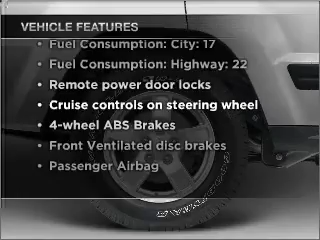 VEHICLE FEATURES
• Fuel Consumption: City: 17
• Fuel Consumption: Highway: 22
• Remote power door locks
• Cruise controls on steering wheel
• 4-wheel ABS Brakes
• Front Ventilated disc brakes
• Passenger Airbag